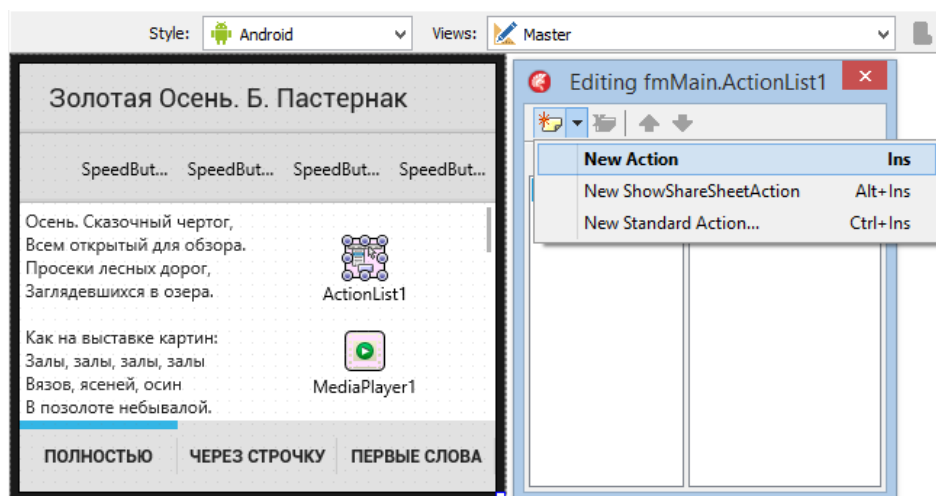 Style: Android Views: Master
Золотая Осень. Б. Пастернак
SpeedBut... SpeedBut... SpeedBut... SpeedBut...
Осень. Сказочный чертог,
Всем открытый для обзора.
Просеки лесных дорог,
Заглядевшихся в озера.
Как на выставке картин:
Залы, залы, залы, залы
Вязов, ясеней, осин
В позолоте небывалой.
ActionList1
MediaPlayer1
ПОЛНОСТЬЮ ЧЕРЕЗ СТРОЧКУ ПЕРВЫЕ СЛОВА
Editing fmMain.ActionList1
New Action Ins
New ShowShareSheetAction Alt+Ins
New Standard Action... Ctrl+Ins